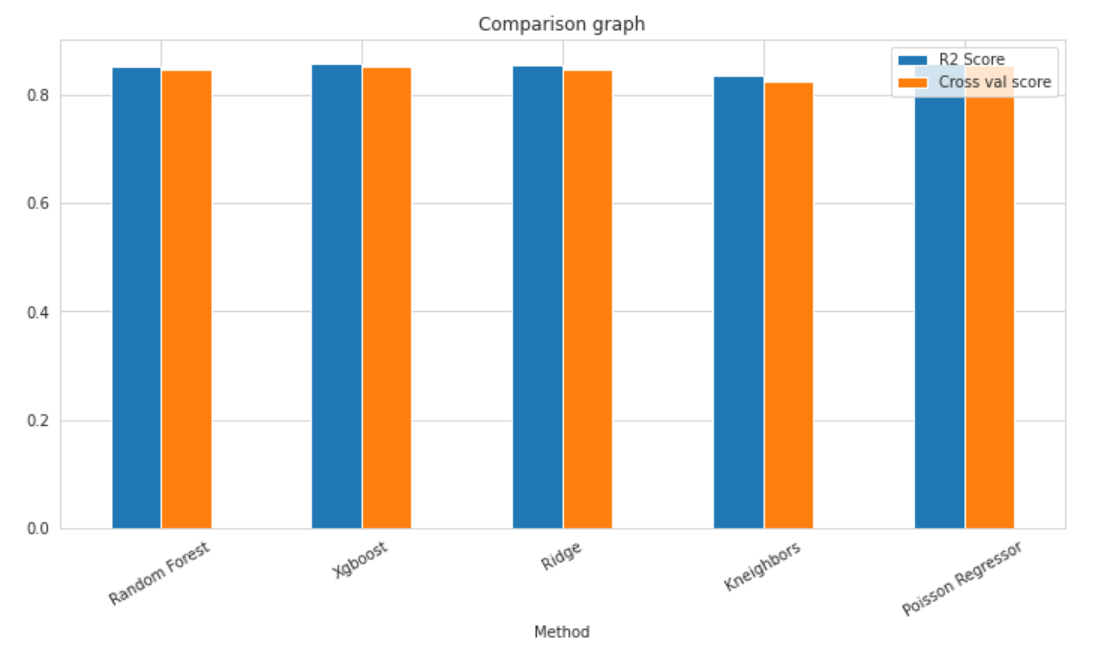 Comparison graph
R2 Score
Cross val score
0.8
0.6
0.4
0.2
0.0
Random Forest
Xgboost
Ridge
Kneighbors
Poisson Regressor
Method